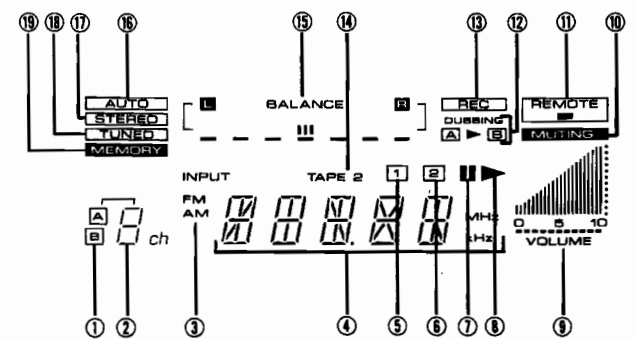 ⑲ ⑱ ⑰ ⑯ ⑮ ⑭ ⑬ ⑫ ⑪ ⑩
AUTO
STEREO
TUNED
MEMORY
L BALANCE R
REC
DUBBING
A ► B
REMOTE
MUTING
INPUT TAPE 2 1 2
FM
AM
MHz
kHz
A
B
ch
0 5 10
VOLUME
① ② ③ ④ ⑤ ⑥ ⑦ ⑧ ⑨